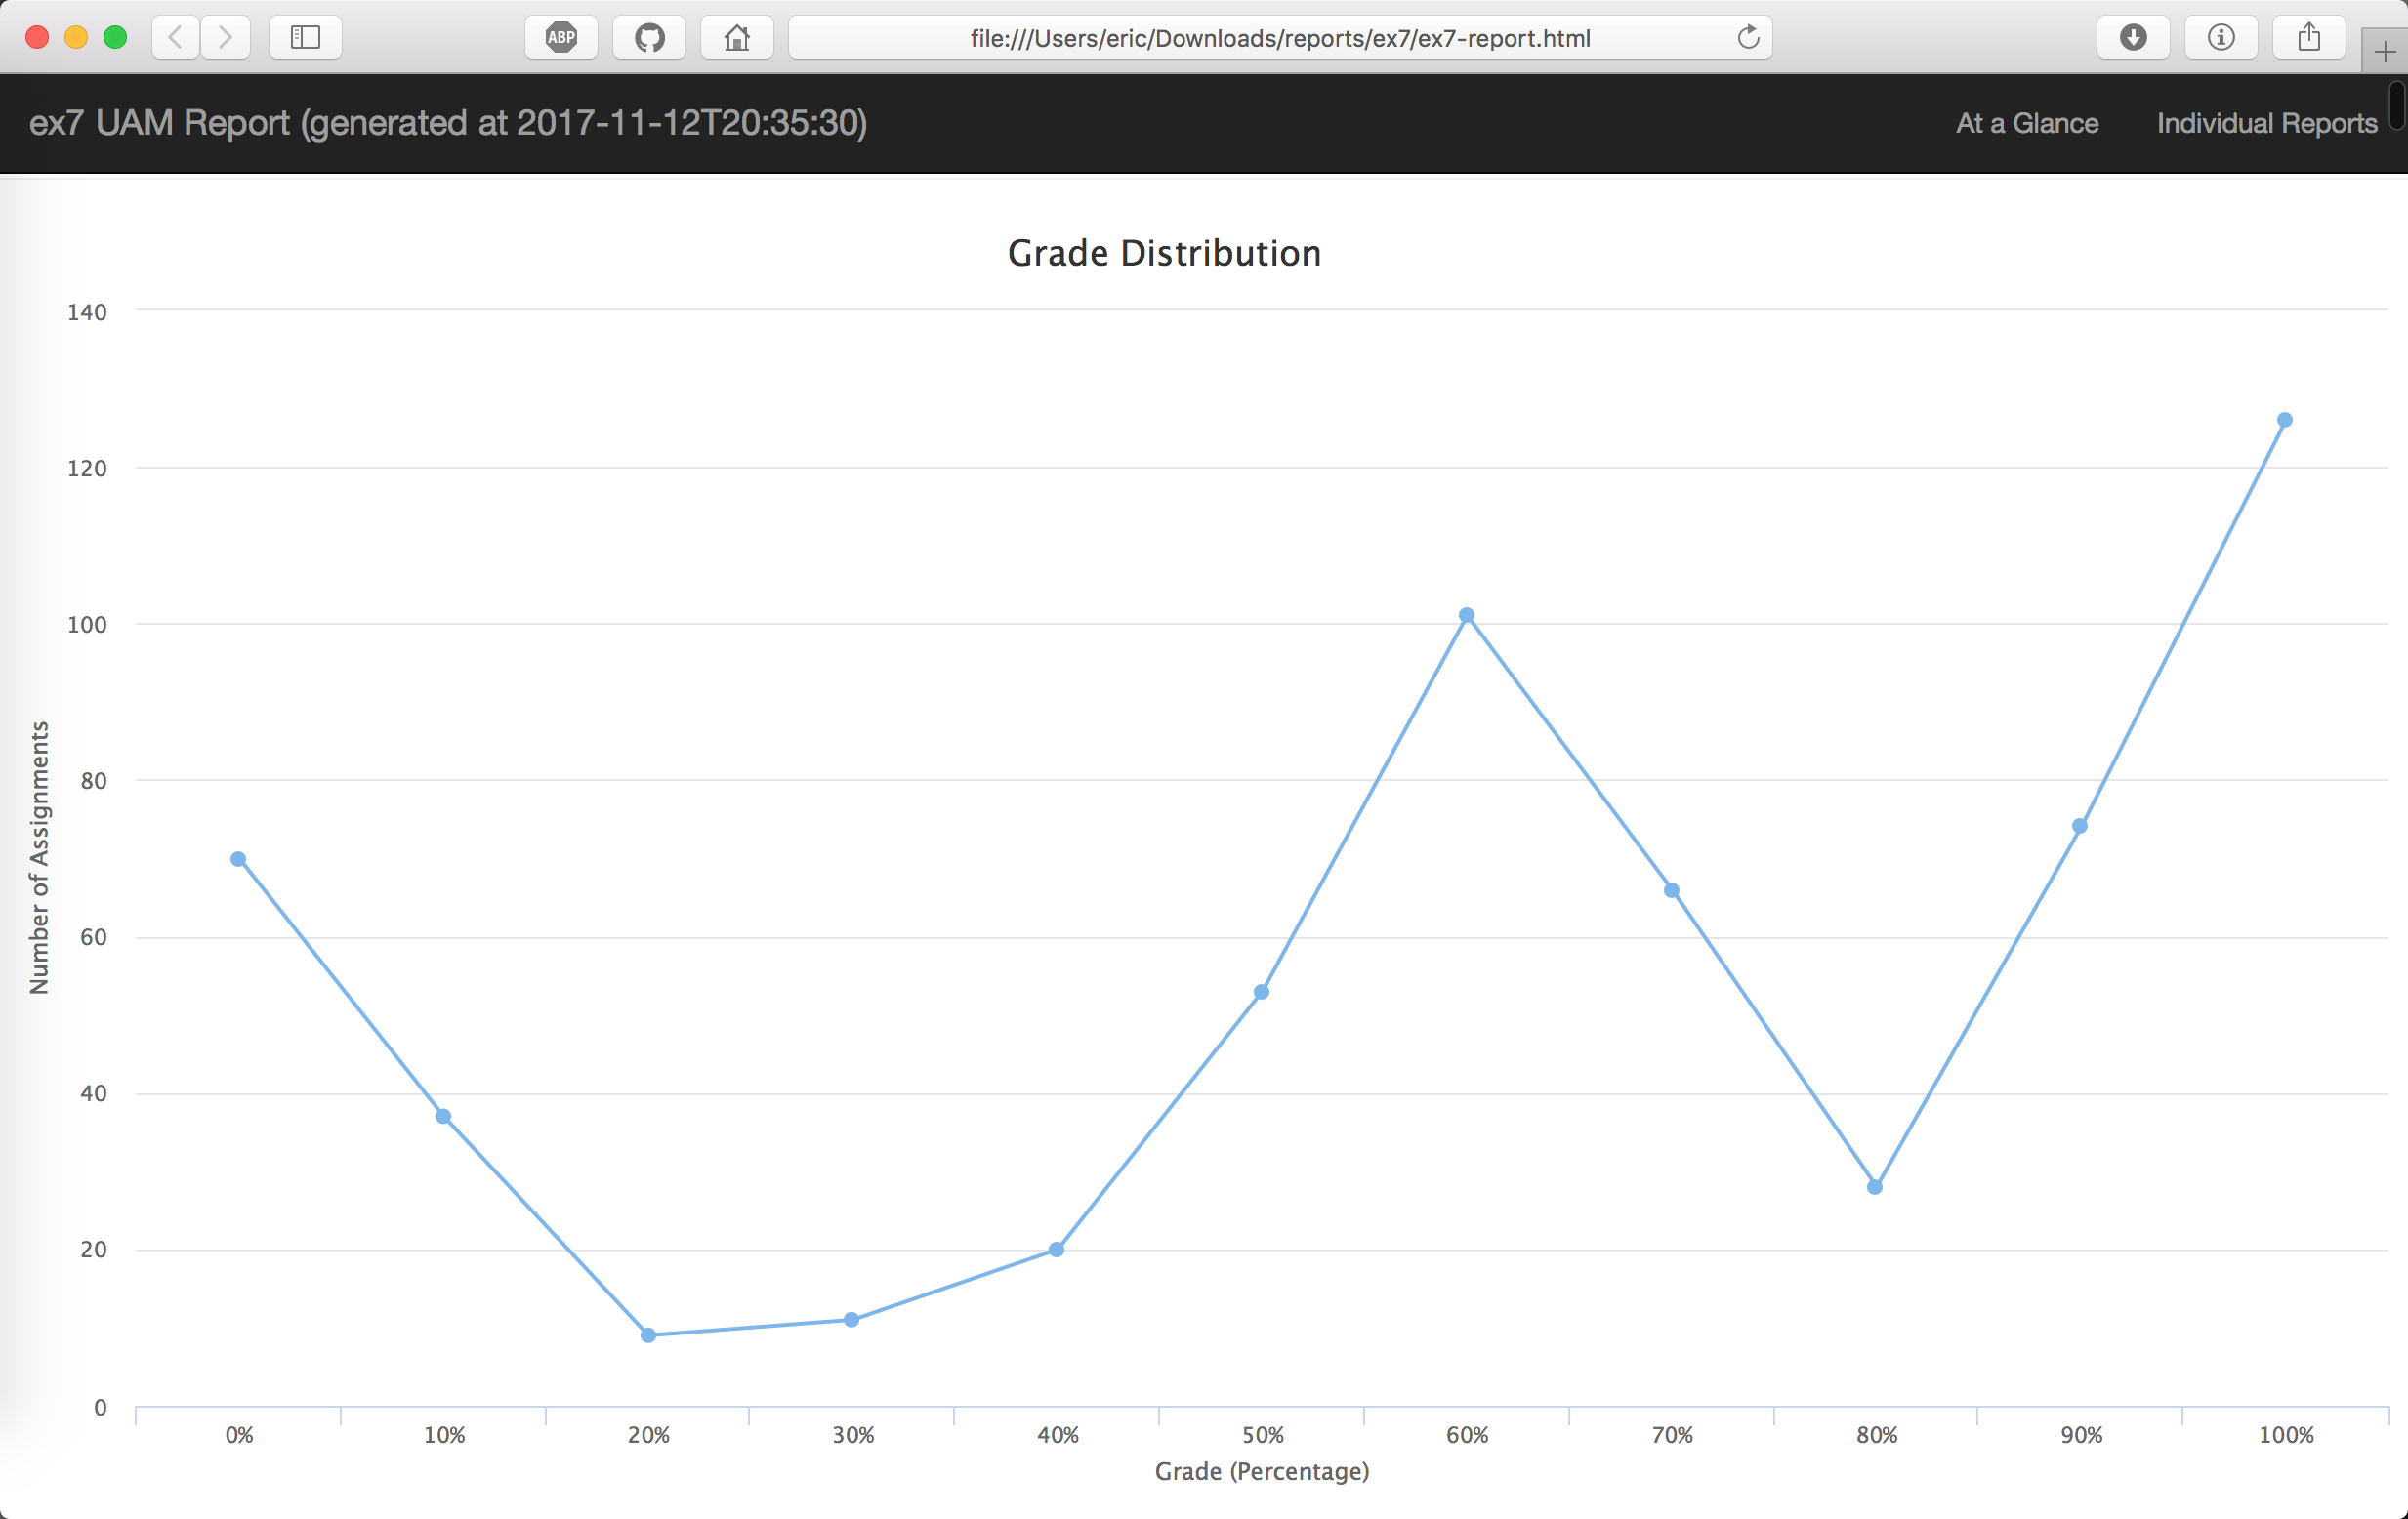 ABP
file:///Users/eric/Downloads/reports/ex7/ex7-report.html
ex7 UAM Report (generated at 2017-11-12T20:35:30)
At a Glance
Individual Reports
Grade Distribution
140
120
100
80
60
40
20
0
Number of Assignments
0% 10% 20% 30% 40% 50% 60% 70% 80% 90% 100%
Grade (Percentage)